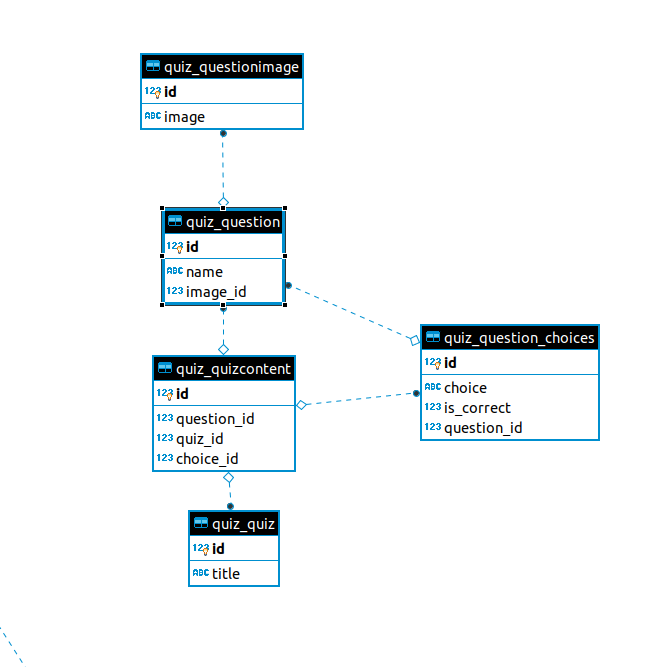 quiz_questionimage
123 id
ABC image
quiz_question
123 id
ABC name
123 image_id
quiz_question_choices
123 id
ABC choice
123 is_correct
123 question_id
quiz_quizcontent
123 id
123 question_id
123 quiz_id
123 choice_id
quiz_quiz
123 id
ABC title